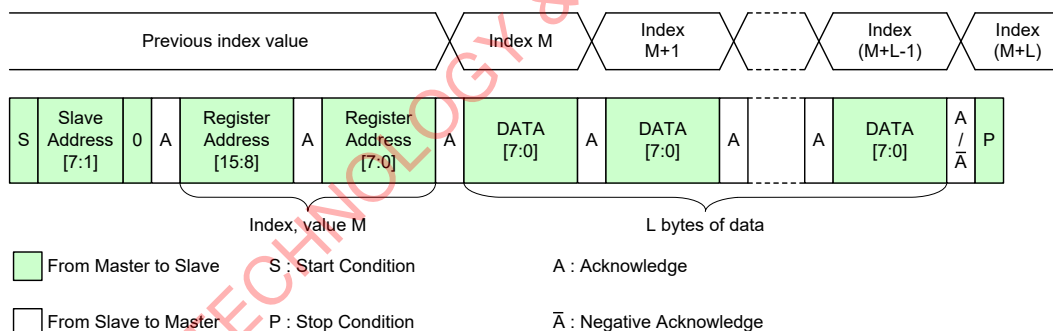 Previous index value
Index M
Index
M+1
Index
(M+L-1)
Index
(M+L)
S
Slave
Address
[7:1]
0
A
Register
Address
[15:8]
A
Register
Address
[7:0]
A
DATA
[7:0]
A
DATA
[7:0]
A
A
DATA
[7:0]
A
/
A̅
P
Index, value M
L bytes of data
From Master to Slave
S : Start Condition
A : Acknowledge
From Slave to Master
P : Stop Condition
A̅ : Negative Acknowledge
TECHNOLOGY &